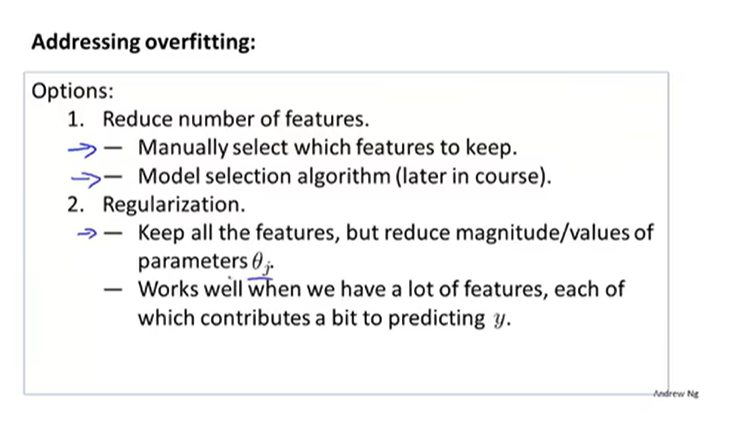 Addressing overfitting:
Options:
1. Reduce number of features.
— Manually select which features to keep.
— Model selection algorithm (later in course).
2. Regularization.
— Keep all the features, but reduce magnitude/values of
parameters θⱼ.
— Works well when we have a lot of features, each of
which contributes a bit to predicting y.
Andrew Ng